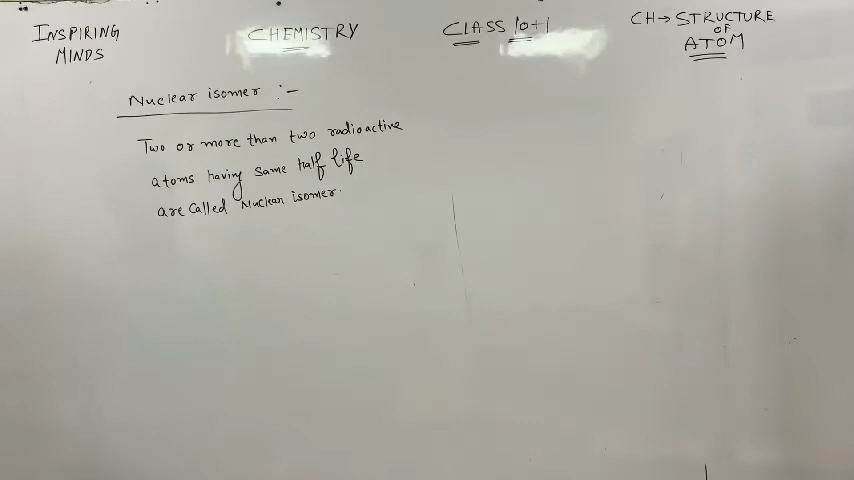 INSPIRING
MINDS
CHEMISTRY
CLASS 10+1
CH → STRUCTURE
OF
ATOM
Nuclear isomer :-
Two or more than two radioactive
atoms having same half life
are called Nuclear isomer.